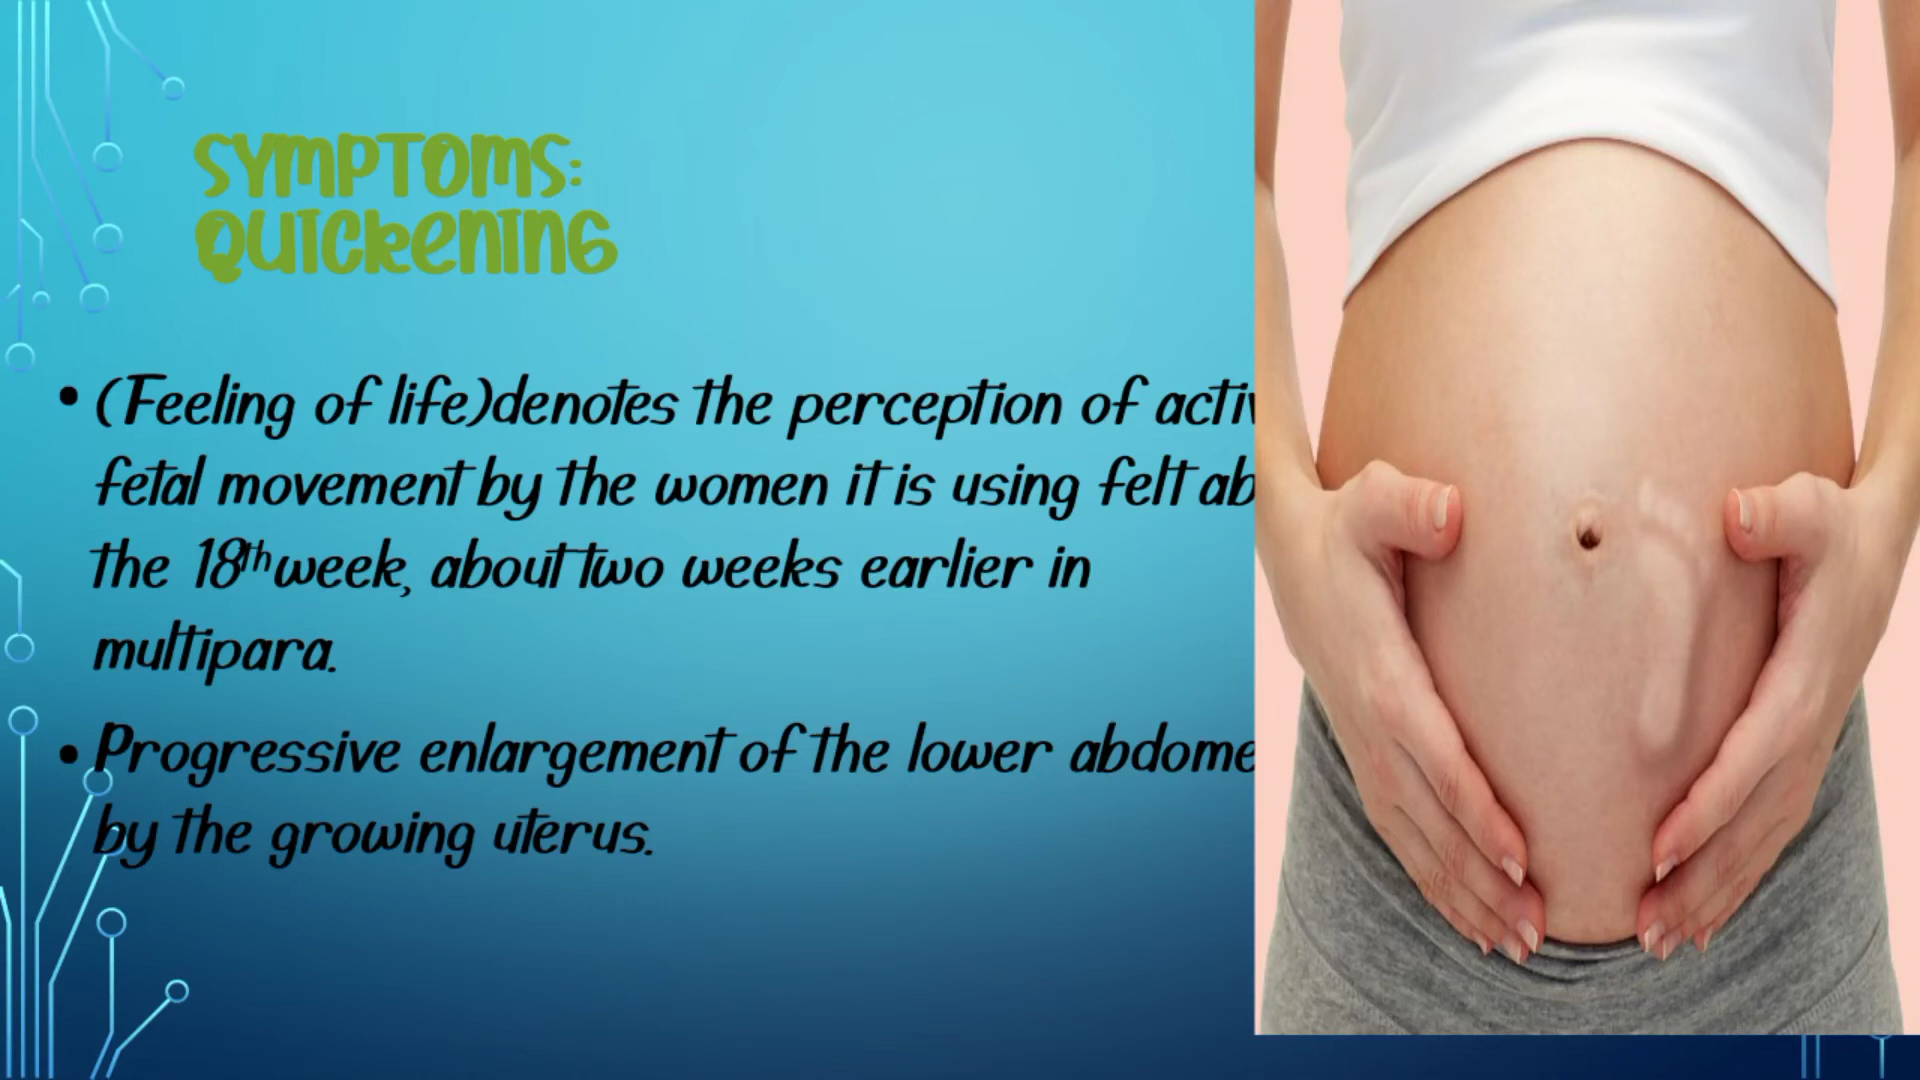 SYMPTOMS:
QUICKENING
• (Feeling of life)denotes the perception of activ
fetal movement by the women it is using felt ab
the 18th week, about two weeks earlier in
multipara.
• Progressive enlargement of the lower abdome
by the growing uterus.